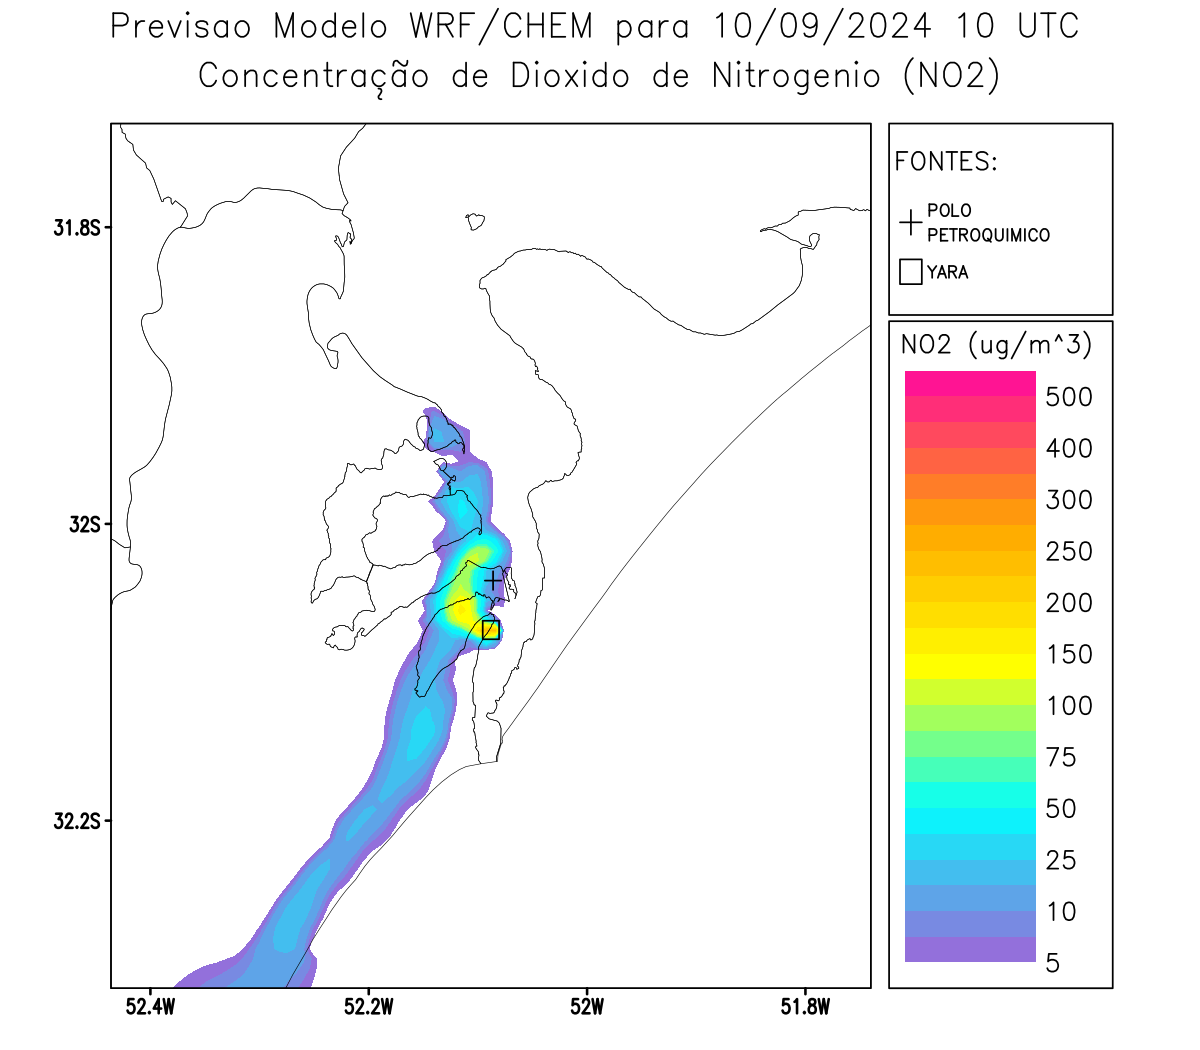 Previsao Modelo WRF/CHEM para 10/09/2024 10 UTC
Concentração de Dioxido de Nitrogenio (NO2)
FONTES:
POLO
PETROQUIMICO
YARA
NO2 (ug/m^3)
500
400
300
250
200
150
100
75
50
25
10
5
31.8S
32S
32.2S
52.4W
52.2W
52W
51.8W